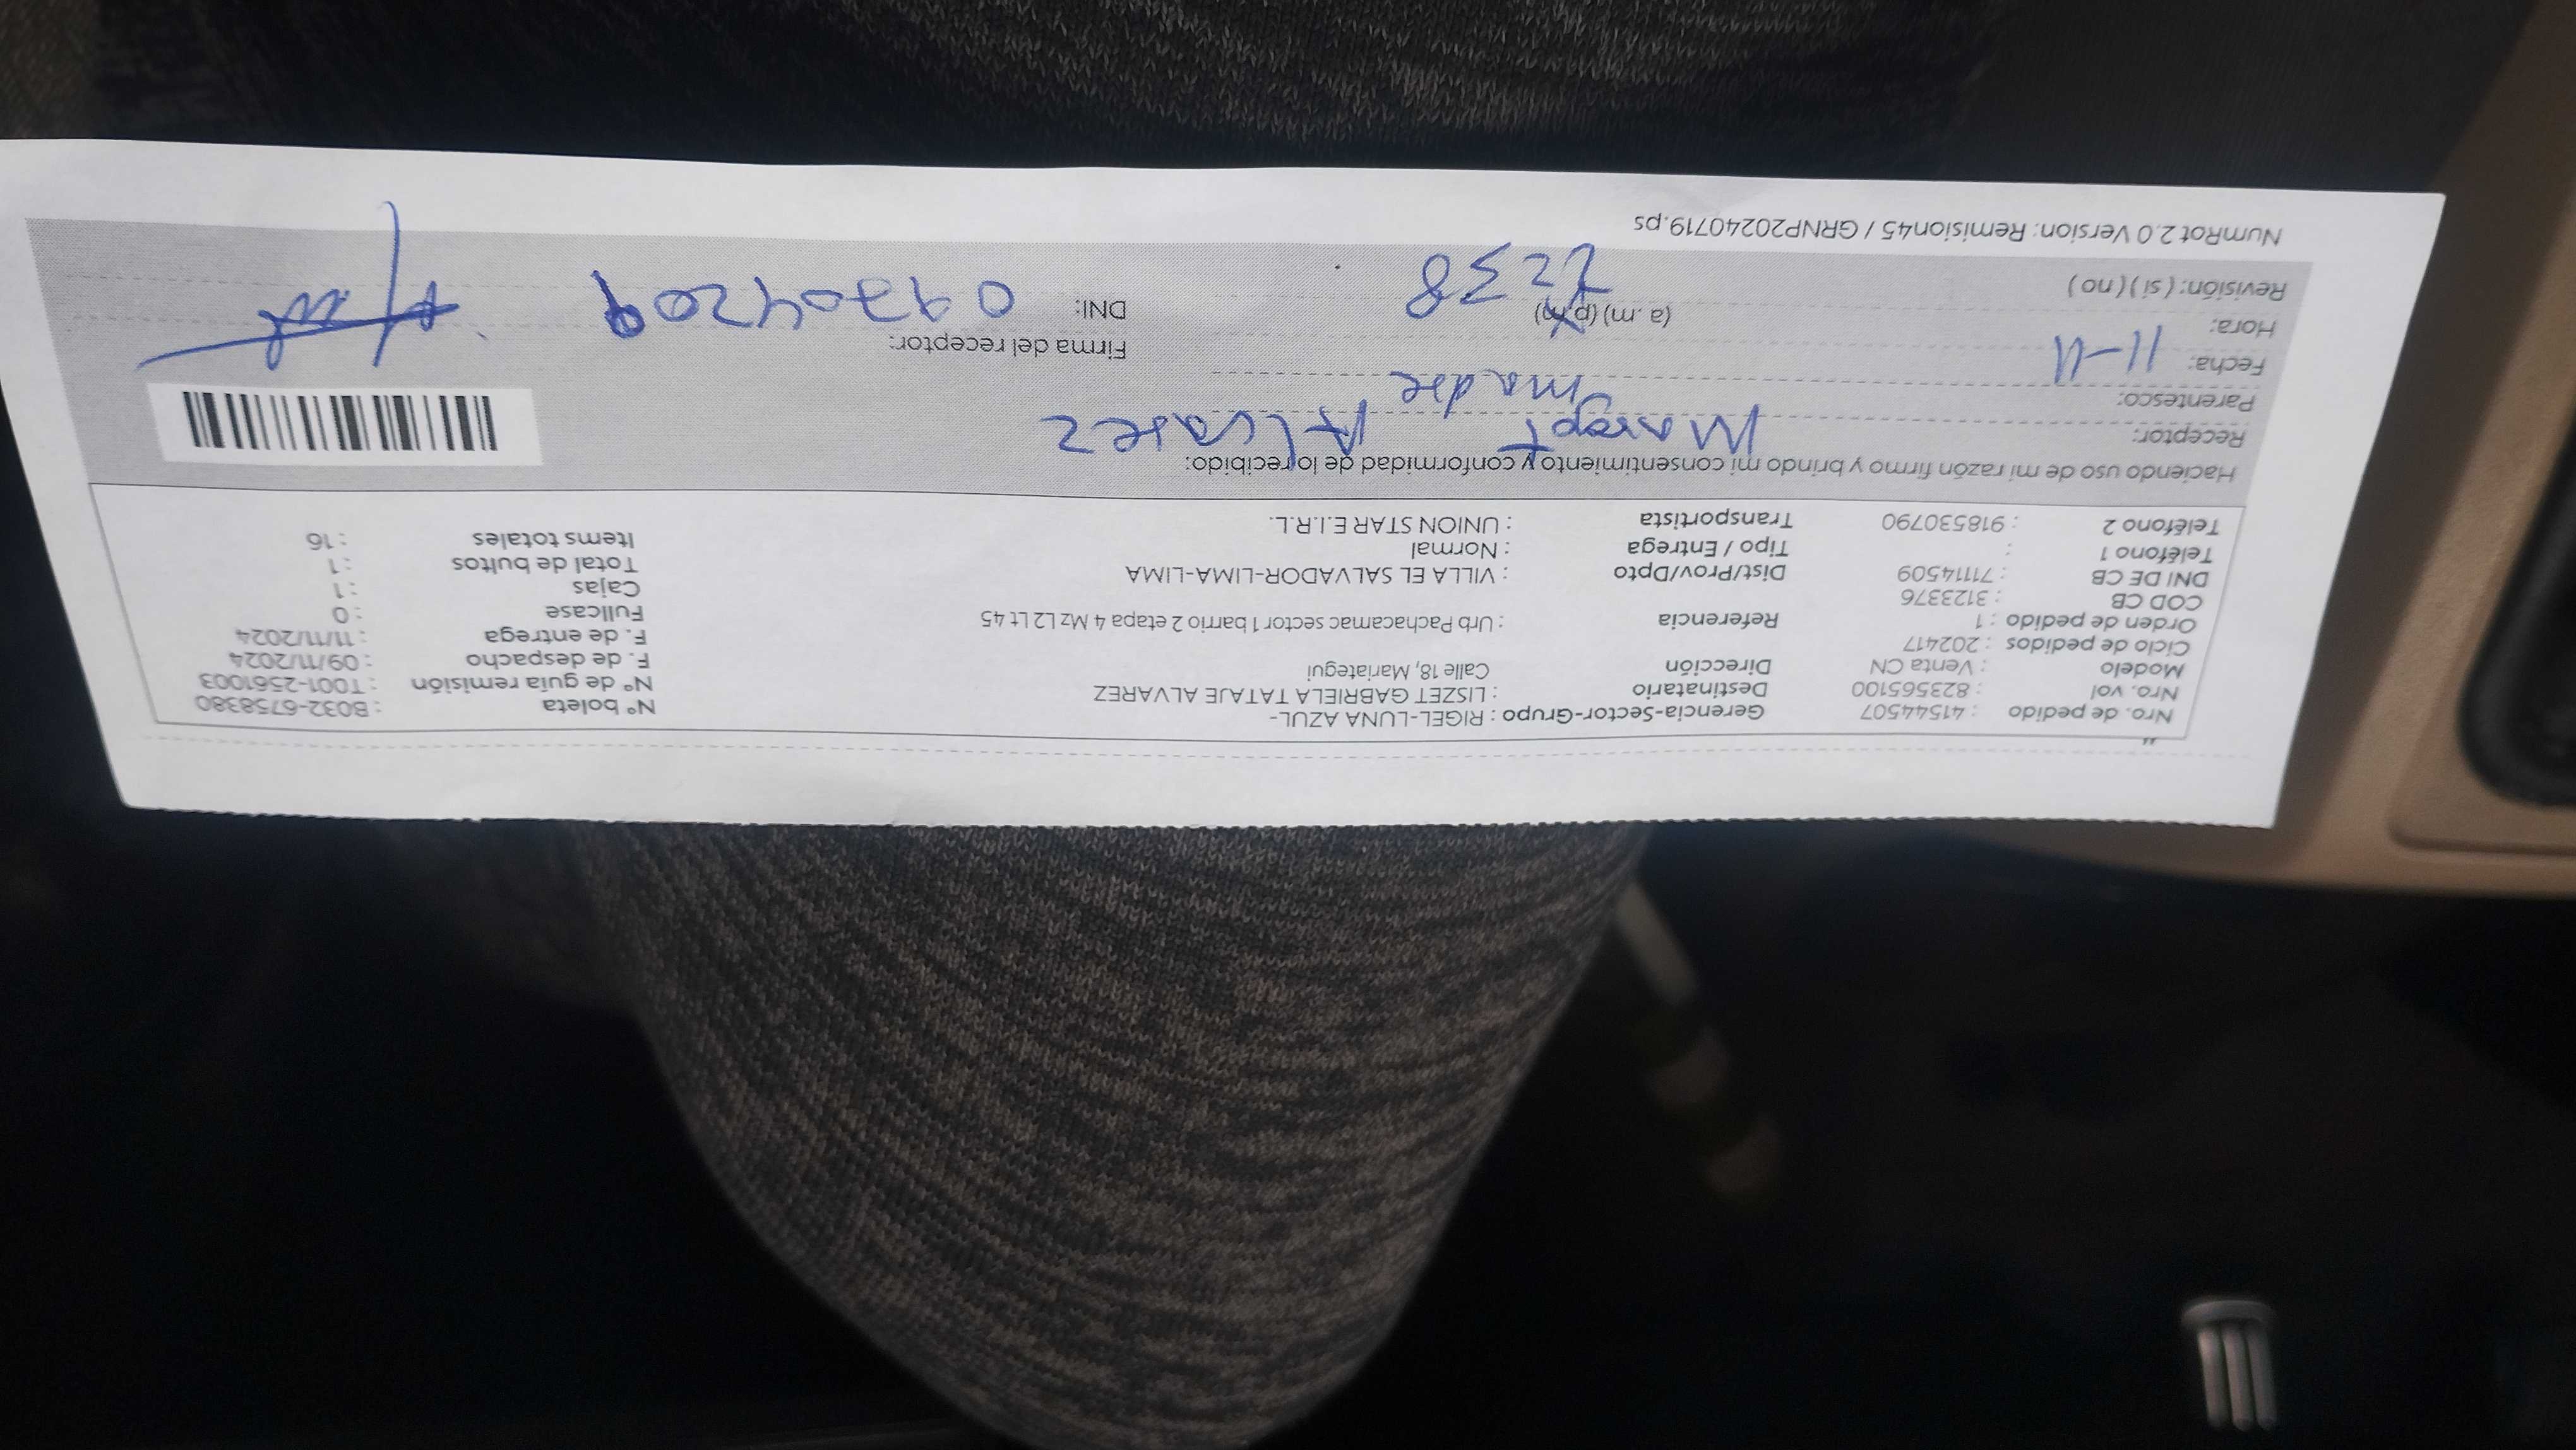 Nro. de pedido : 41544507 Gerencia-Sector-Grupo : RIGEL-LUNA AZUL- N° boleta : B032-6758380
Nro. vol : 823565100 Destinatario : LISZET GABRIELA TATAJE ALVAREZ N° de guía remisión : T001-2561003
Modelo : Venta CN Dirección Calle 18, Mariategui F. de despacho : 09/11/2024
Ciclo de pedidos : 202417 F. de entrega : 11/11/2024
Orden de pedido : 1 Referencia : Urb Pachacamac sector 1 barrio 2 etapa 4 Mz L2 Lt 45 Fullcase : 0
COD CB : 3123376 Cajas : 1
DNI DE CB : 71114509 Dist/Prov/Dpto : VILLA EL SALVADOR-LIMA-LIMA Total de bultos : 1
Teléfono 1 : Tipo / Entrega : Normal Items totales : 16
Teléfono 2 : 918530790 Transportista : UNION STAR E.I.R.L.
Haciendo uso de mi razón firmo y brindo mi consentimiento y conformidad de lo recibido:
Receptor: Margot Alvarez
Parentesco: madre
Fecha: 11-11 Firma del receptor:
Hora: (a .m) (p.m) DNI:
Revisión: ( si ) ( no )
NumRot 2.0 Version: Remision45 / GRNP20240719.ps